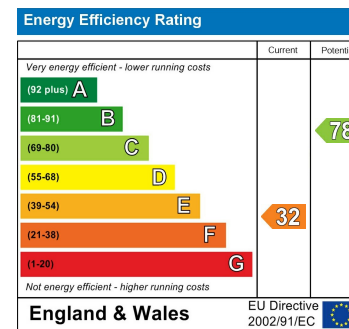 Energy Efficiency Rating
Current Potenti
Very energy efficient - lower running costs
(92 plus) A
(81-91) B
78
(69-80) C
(55-68) D
(39-54) E
32
(21-38) F
(1-20) G
Not energy efficient - higher running costs
England & Wales
EU Directive
2002/91/EC